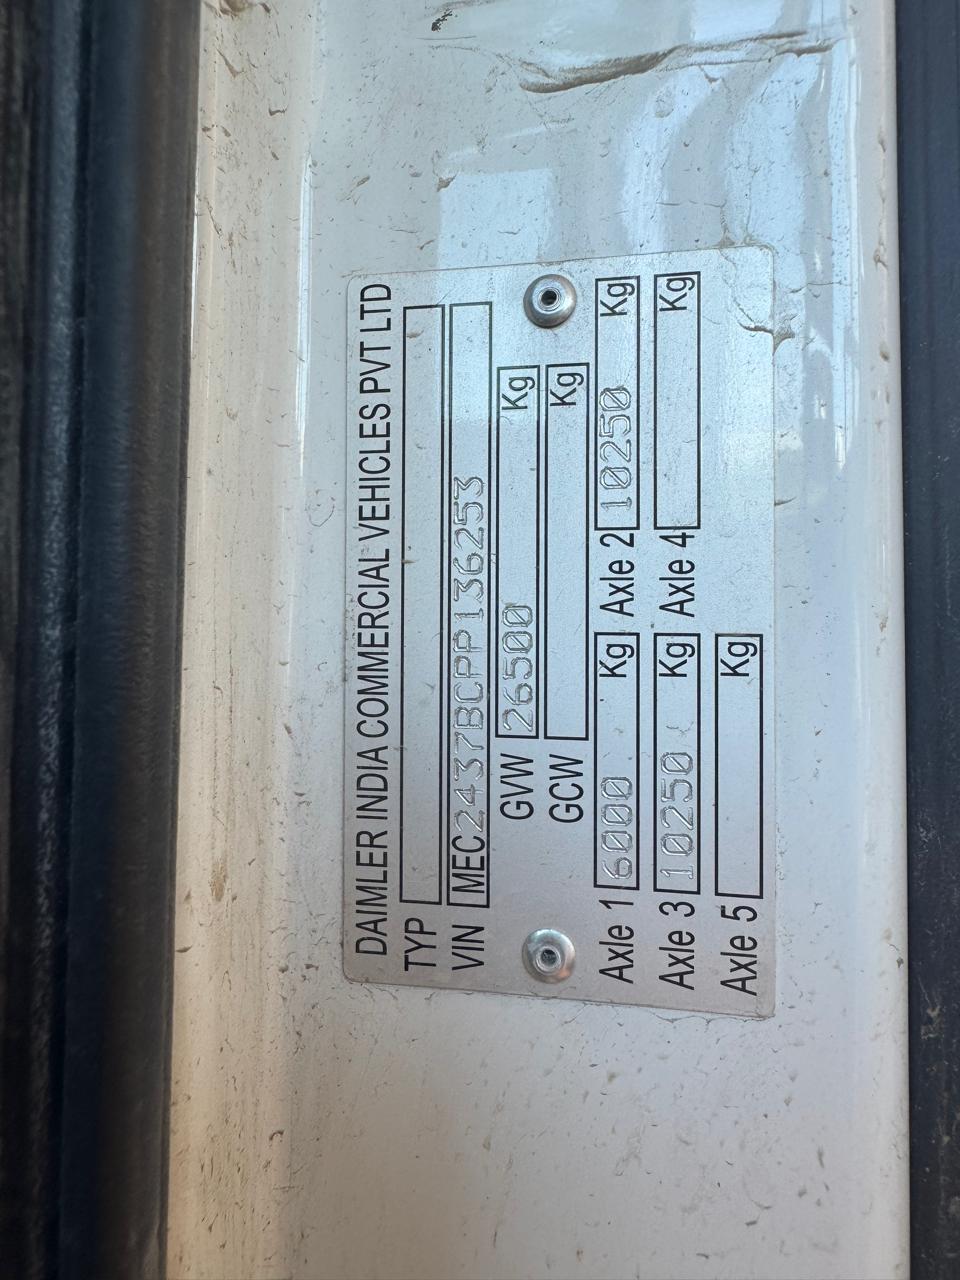 DAIMLER INDIA COMMERCIAL VEHICLES PVT LTD
TYP
VIN MEC2437BCPP136253
GVW 26500 Kg
GCW Kg
Axle 1 6000 Kg Axle 2 10250 Kg
Axle 3 10250 Kg Axle 4 Kg
Axle 5 Kg